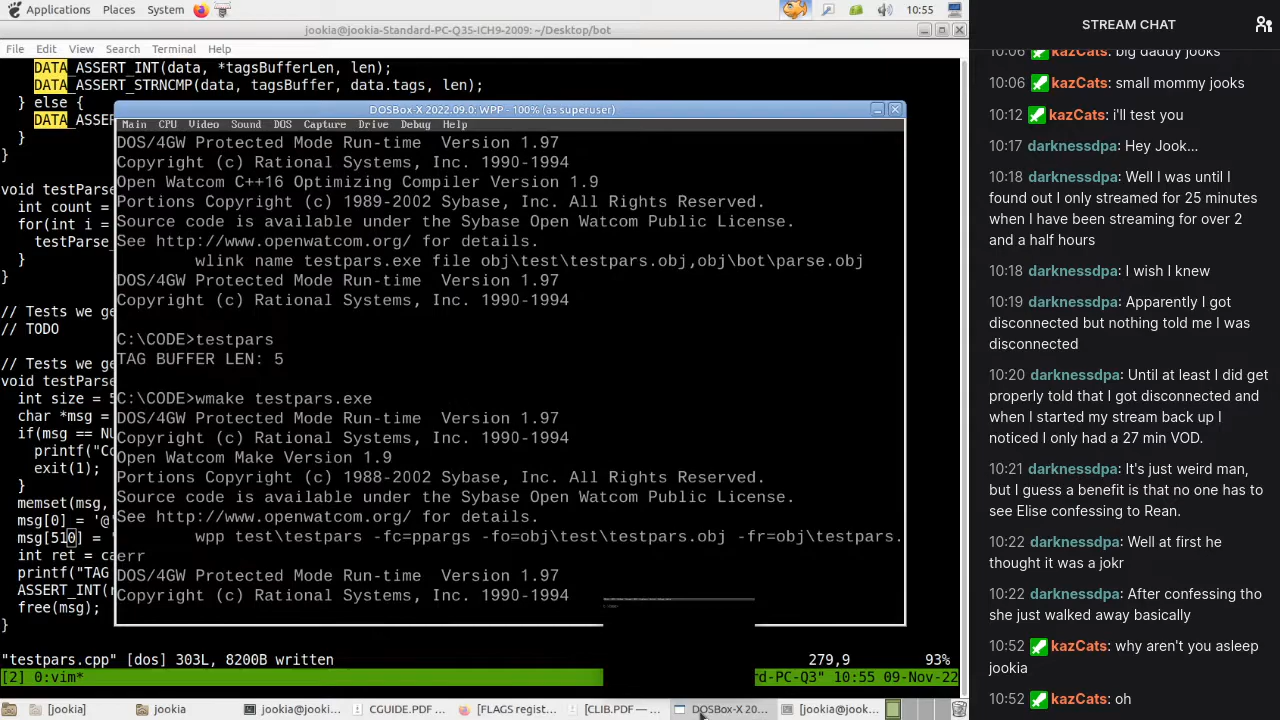 Applications Places System 10:55
jookia@jookia-Standard-PC-Q35-ICH9-2009: ~/Desktop/bot
File Edit View Search Terminal Help
DATA_ASSERT_INT(data, *tagsBufferLen, len);
DATA_ASSERT_STRNCMP(data, tagsBuffer, data.tags, len);
} else {
DATA_ASSER
}
}
void testParse
int count =
for(int i =
testParse_
}
}
// Tests we ge
// TODO
// Tests we ge
void testParse
int size = 5
char *msg =
if(msg == NU
printf("Co
exit(1);
}
memset(msg,
msg[0] = '@
msg[510] = '
int ret = ca
printf("TAG
ASSERT_INT(r
free(msg);
}
"testpars.cpp" [dos] 303L, 8200B written 279,9 93%
[2] 0:vim* rd-PC-Q3" 10:55 09-Nov-22
DOSBox-X 2022.09.0: WPP - 100% (as superuser)
Main CPU Video Sound DOS Capture Drive Debug Help
DOS/4GW Protected Mode Run-time Version 1.97
Copyright (c) Rational Systems, Inc. 1990-1994
Open Watcom C++16 Optimizing Compiler Version 1.9
Portions Copyright (c) 1989-2002 Sybase, Inc. All Rights Reserved.
Source code is available under the Sybase Open Watcom Public License.
See http://www.openwatcom.org/ for details.
wlink name testpars.exe file obj\test\testpars.obj,obj\bot\parse.obj
DOS/4GW Protected Mode Run-time Version 1.97
Copyright (c) Rational Systems, Inc. 1990-1994
C:\CODE>testpars
TAG BUFFER LEN: 5
C:\CODE>wmake testpars.exe
DOS/4GW Protected Mode Run-time Version 1.97
Copyright (c) Rational Systems, Inc. 1990-1994
Open Watcom Make Version 1.9
Portions Copyright (c) 1988-2002 Sybase, Inc. All Rights Reserved.
Source code is available under the Sybase Open Watcom Public License.
See http://www.openwatcom.org/ for details.
wpp test\testpars -fc=ppargs -fo=obj\test\testpars.obj -fr=obj\testpars.
err
DOS/4GW Protected Mode Run-time Version 1.97
Copyright (c) Rational Systems, Inc. 1990-1994
[jookia] jookia jookia@jooki... GUIDE.PDF —... [FLAGS regist... [CLIB.PDF —... DOSBox-X 20... [jookia@jook...
STREAM CHAT
10:06 kazCats: big daddy jooks
10:06 kazCats: small mommy jooks
10:12 kazCats: i'll test you
10:17 darknessdpa: Hey Jook...
10:18 darknessdpa: Well I was until I
found out I only streamed for 25 minutes
when I have been streaming for over 2
and a half hours
10:18 darknessdpa: I wish I knew
10:19 darknessdpa: Apparently I got
disconnected but nothing told me I was
disconnected
10:20 darknessdpa: Until at least I did get
properly told that I got disconnected and
when I started my stream back up I
noticed I only had a 27 min VOD.
10:21 darknessdpa: It's just weird man,
but I guess a benefit is that no one has to
see Elise confessing to Rean.
10:22 darknessdpa: Well at first he
thought it was a jokr
10:22 darknessdpa: After confessing tho
she just walked away basically
10:52 kazCats: why aren't you asleep
jookia
10:52 kazCats: oh